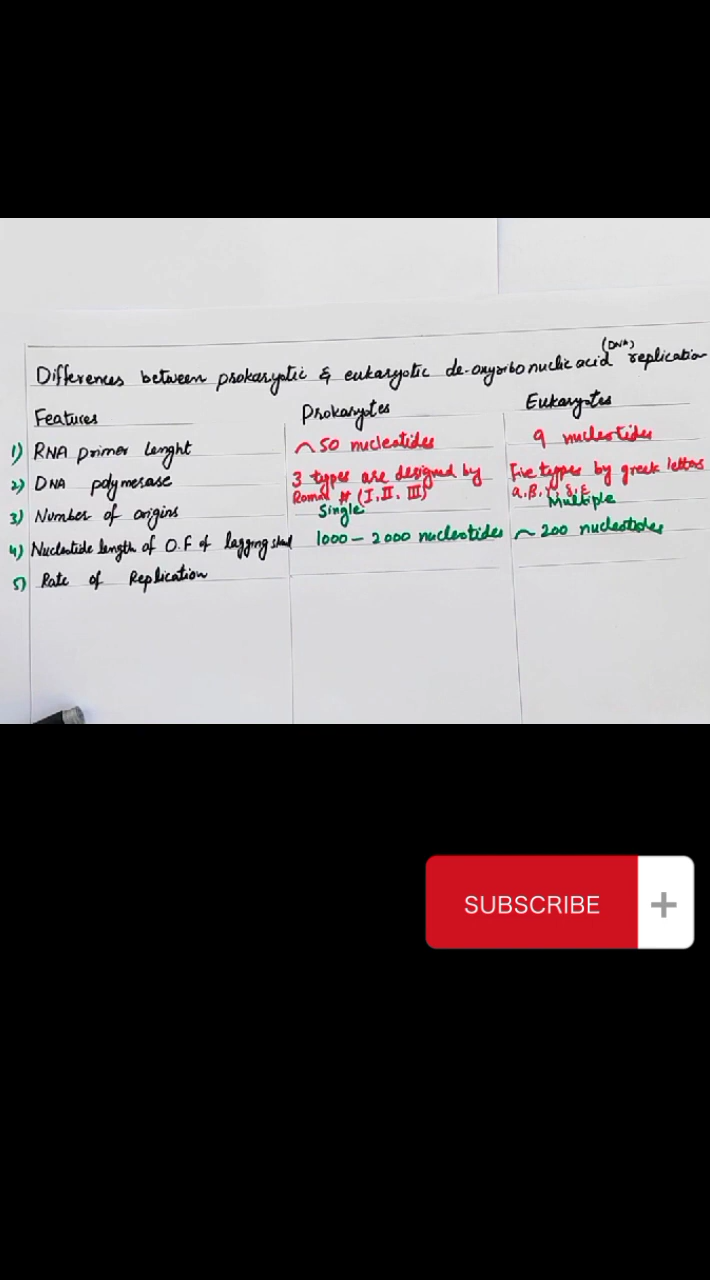 (DNA)
Differences between prokaryotic & eukaryotic de-oxyribonuclic acid replication
Features Prokaryotes Eukaryotes
1) RNA primer lenght ~50 nucleotides 9 nucleotides
2) DNA polymerase 3 types are designed by Roman # (I, II, III) Five types by greek letters α, β, γ, δ, ε
3) Number of origins Single Multiple
4) Nucleotide length of O.F of lagging strand 1000 – 2000 nucleotides ~ 200 nucleotides
5) Rate of Replication
SUBSCRIBE +